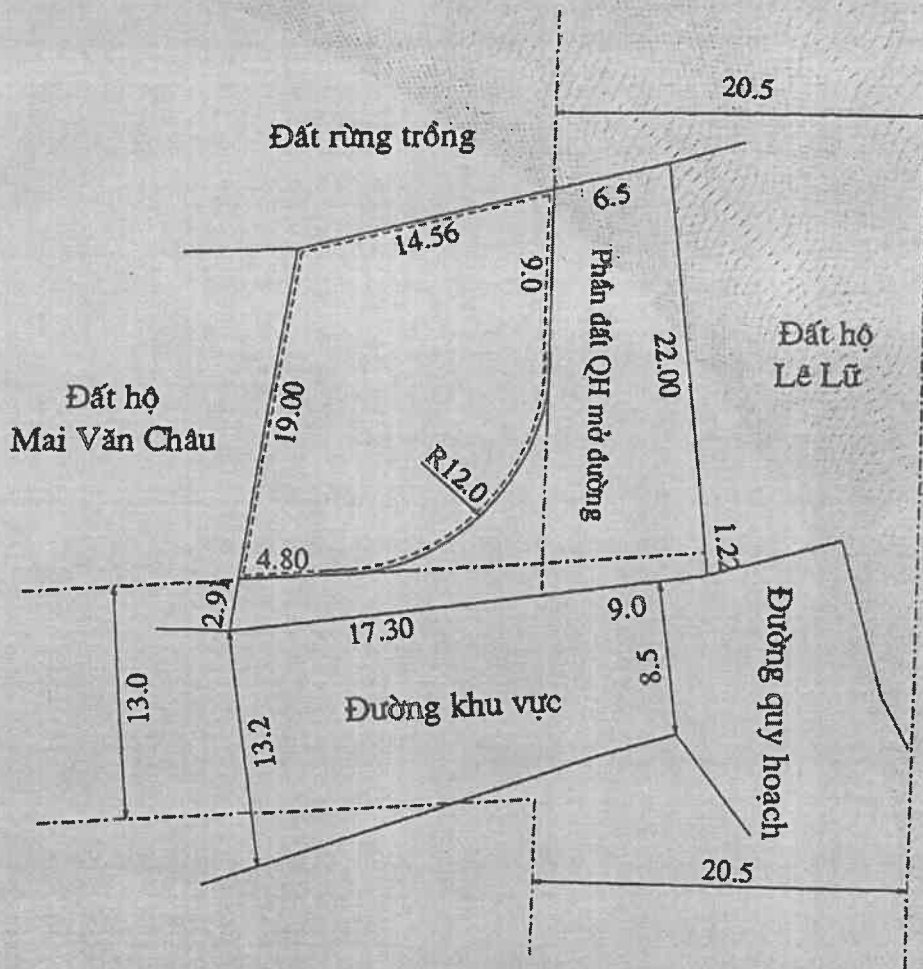 20.5
Đất rừng trồng
6.5
14.56
9.0
Phần đất QH mở đường
22.00
Đất hộ
Lê Lữ
Đất hộ
Mai Văn Châu
19.00
R12.0
4.80
1.22
2.91
17.30
9.0
8.5
13.0
13.2
Đường khu vực
Đường quy hoạch
20.5